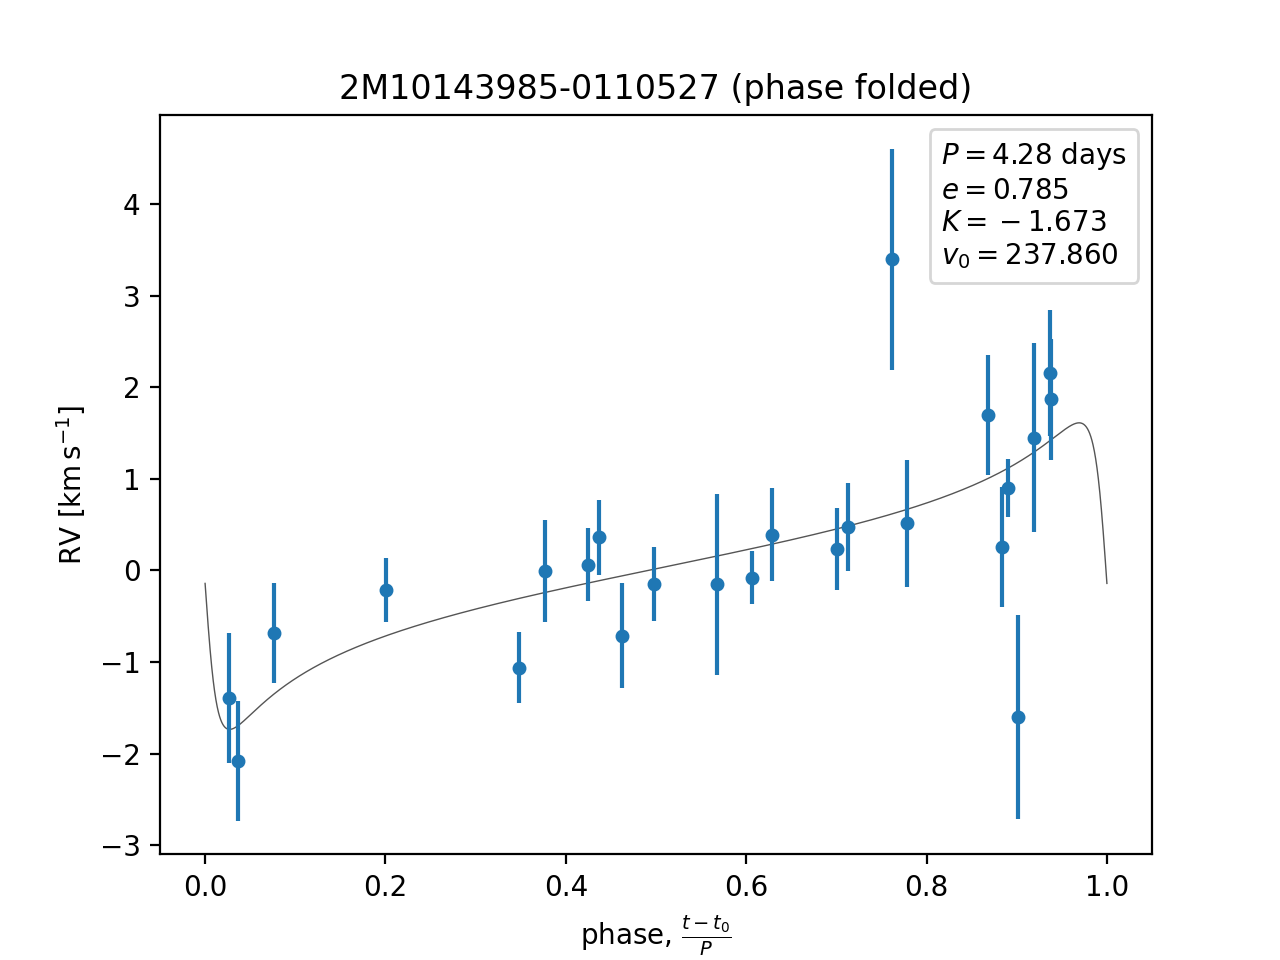 2M10143985-0110527 (phase folded)
P = 4.28 days
e = 0.785
K = −1.673
v₀ = 237.860
4
3
2
1
0
−1
−2
−3
RV [km s⁻¹]
0.0 0.2 0.4 0.6 0.8 1.0
phase, (t − t₀)/P